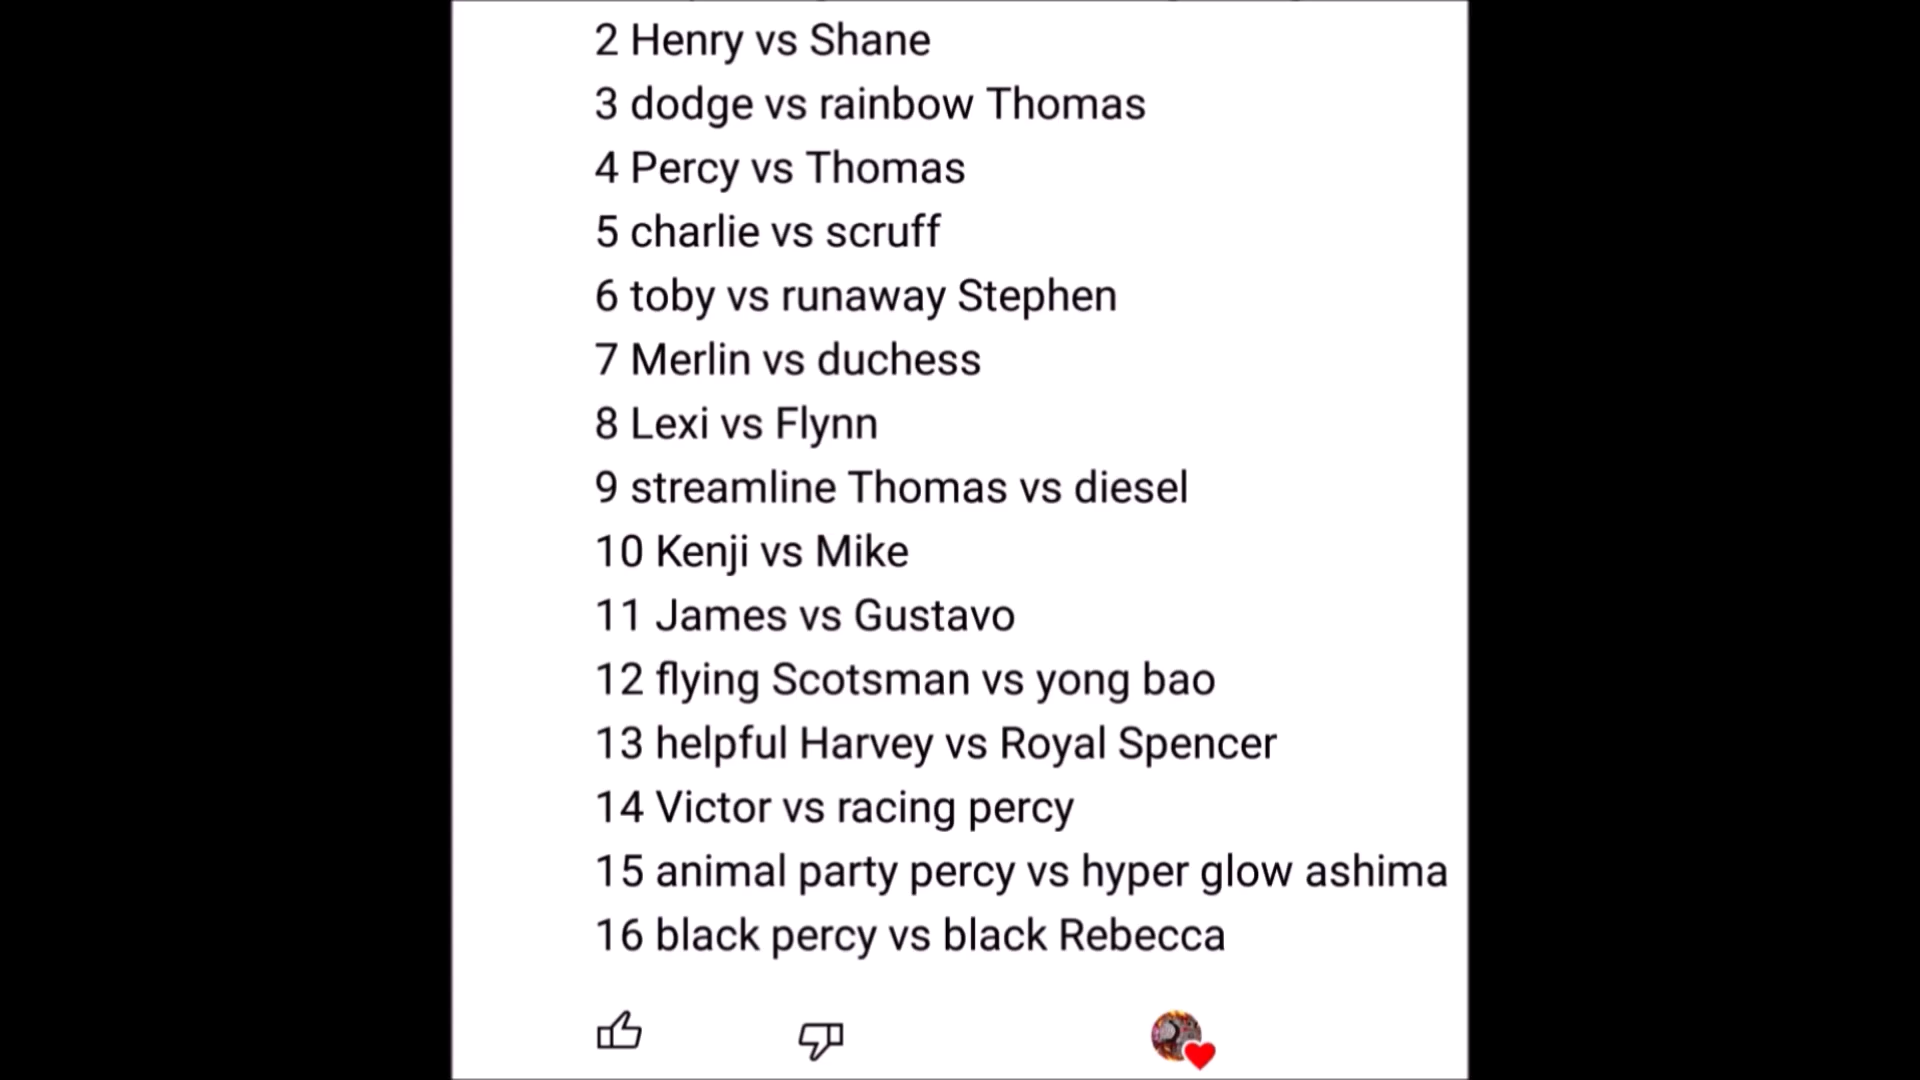 2 Henry vs Shane
3 dodge vs rainbow Thomas
4 Percy vs Thomas
5 charlie vs scruff
6 toby vs runaway Stephen
7 Merlin vs duchess
8 Lexi vs Flynn
9 streamline Thomas vs diesel
10 Kenji vs Mike
11 James vs Gustavo
12 flying Scotsman vs yong bao
13 helpful Harvey vs Royal Spencer
14 Victor vs racing percy
15 animal party percy vs hyper glow ashima
16 black percy vs black Rebecca